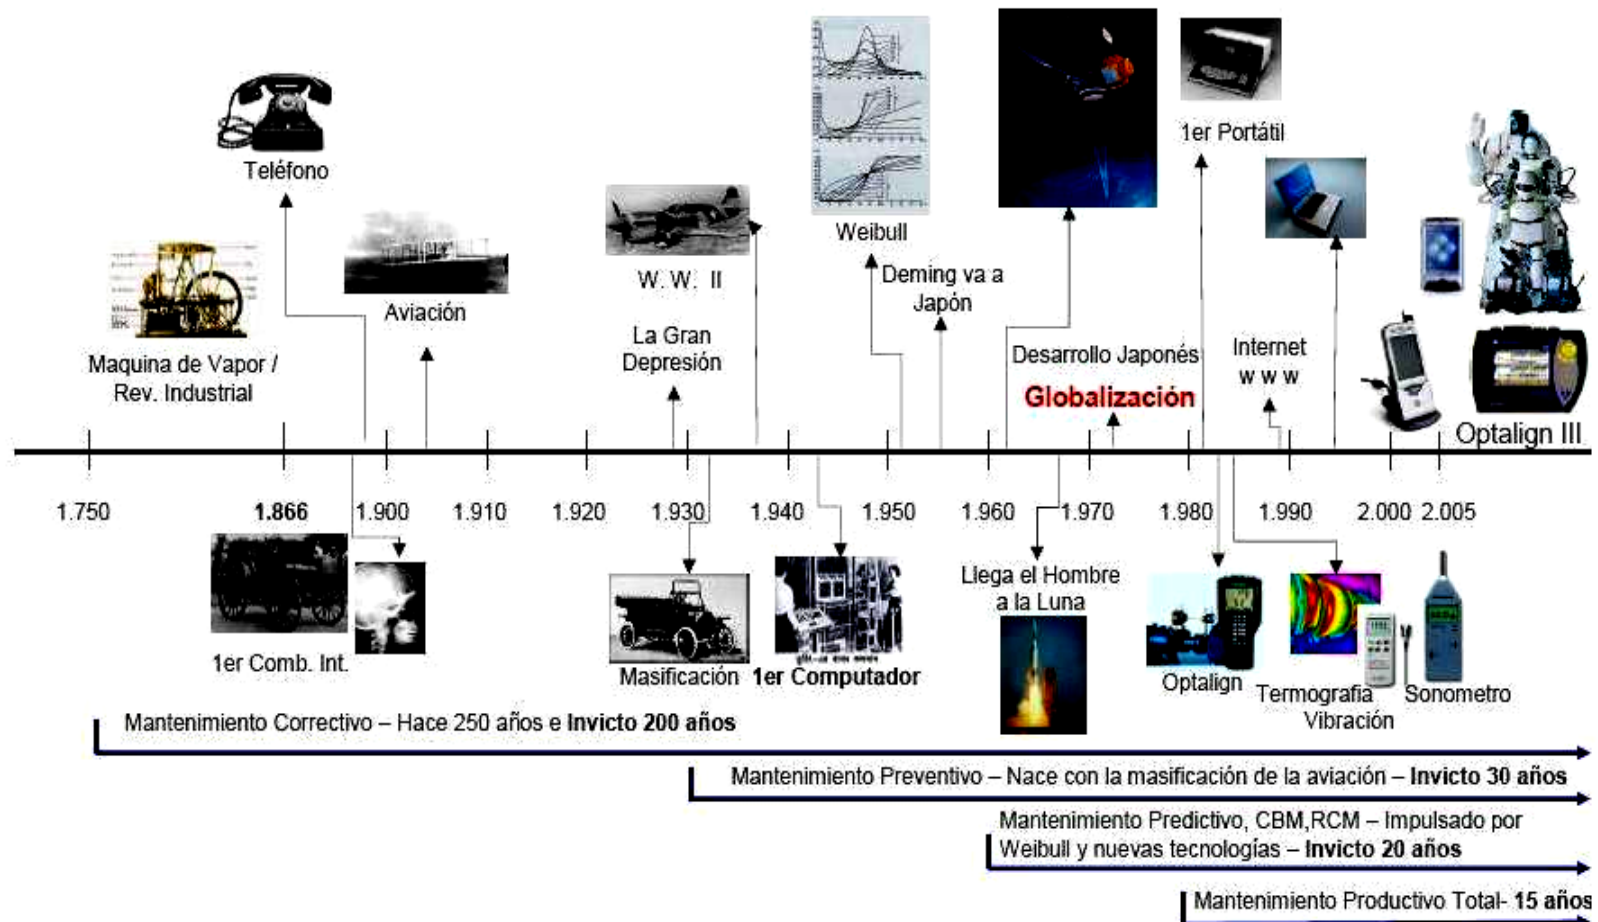 Teléfono
Aviación
Maquina de Vapor /
Rev. Industrial
W. W. II
La Gran
Depresión
Weibull
Deming va a
Japón
Desarrollo Japonés
Globalización
1er Portátil
Internet
w w w
Optalign III
1.750
1.866
1.900
1.910
1.920
1.930
1.940
1.950
1.960
1.970
1.980
1.990
2.000
2.005
1er Comb. Int.
Masificación
1er Computador
Llega el Hombre
a la Luna
Optalign
Termografia
Vibración
Sonometro
Mantenimiento Correctivo – Hace 250 años e Invicto 200 años
Mantenimiento Preventivo – Nace con la masificación de la aviación – Invicto 30 años
Mantenimiento Predictivo, CBM,RCM – Impulsado por
Weibull y nuevas tecnologías – Invicto 20 años
Mantenimiento Productivo Total- 15 años